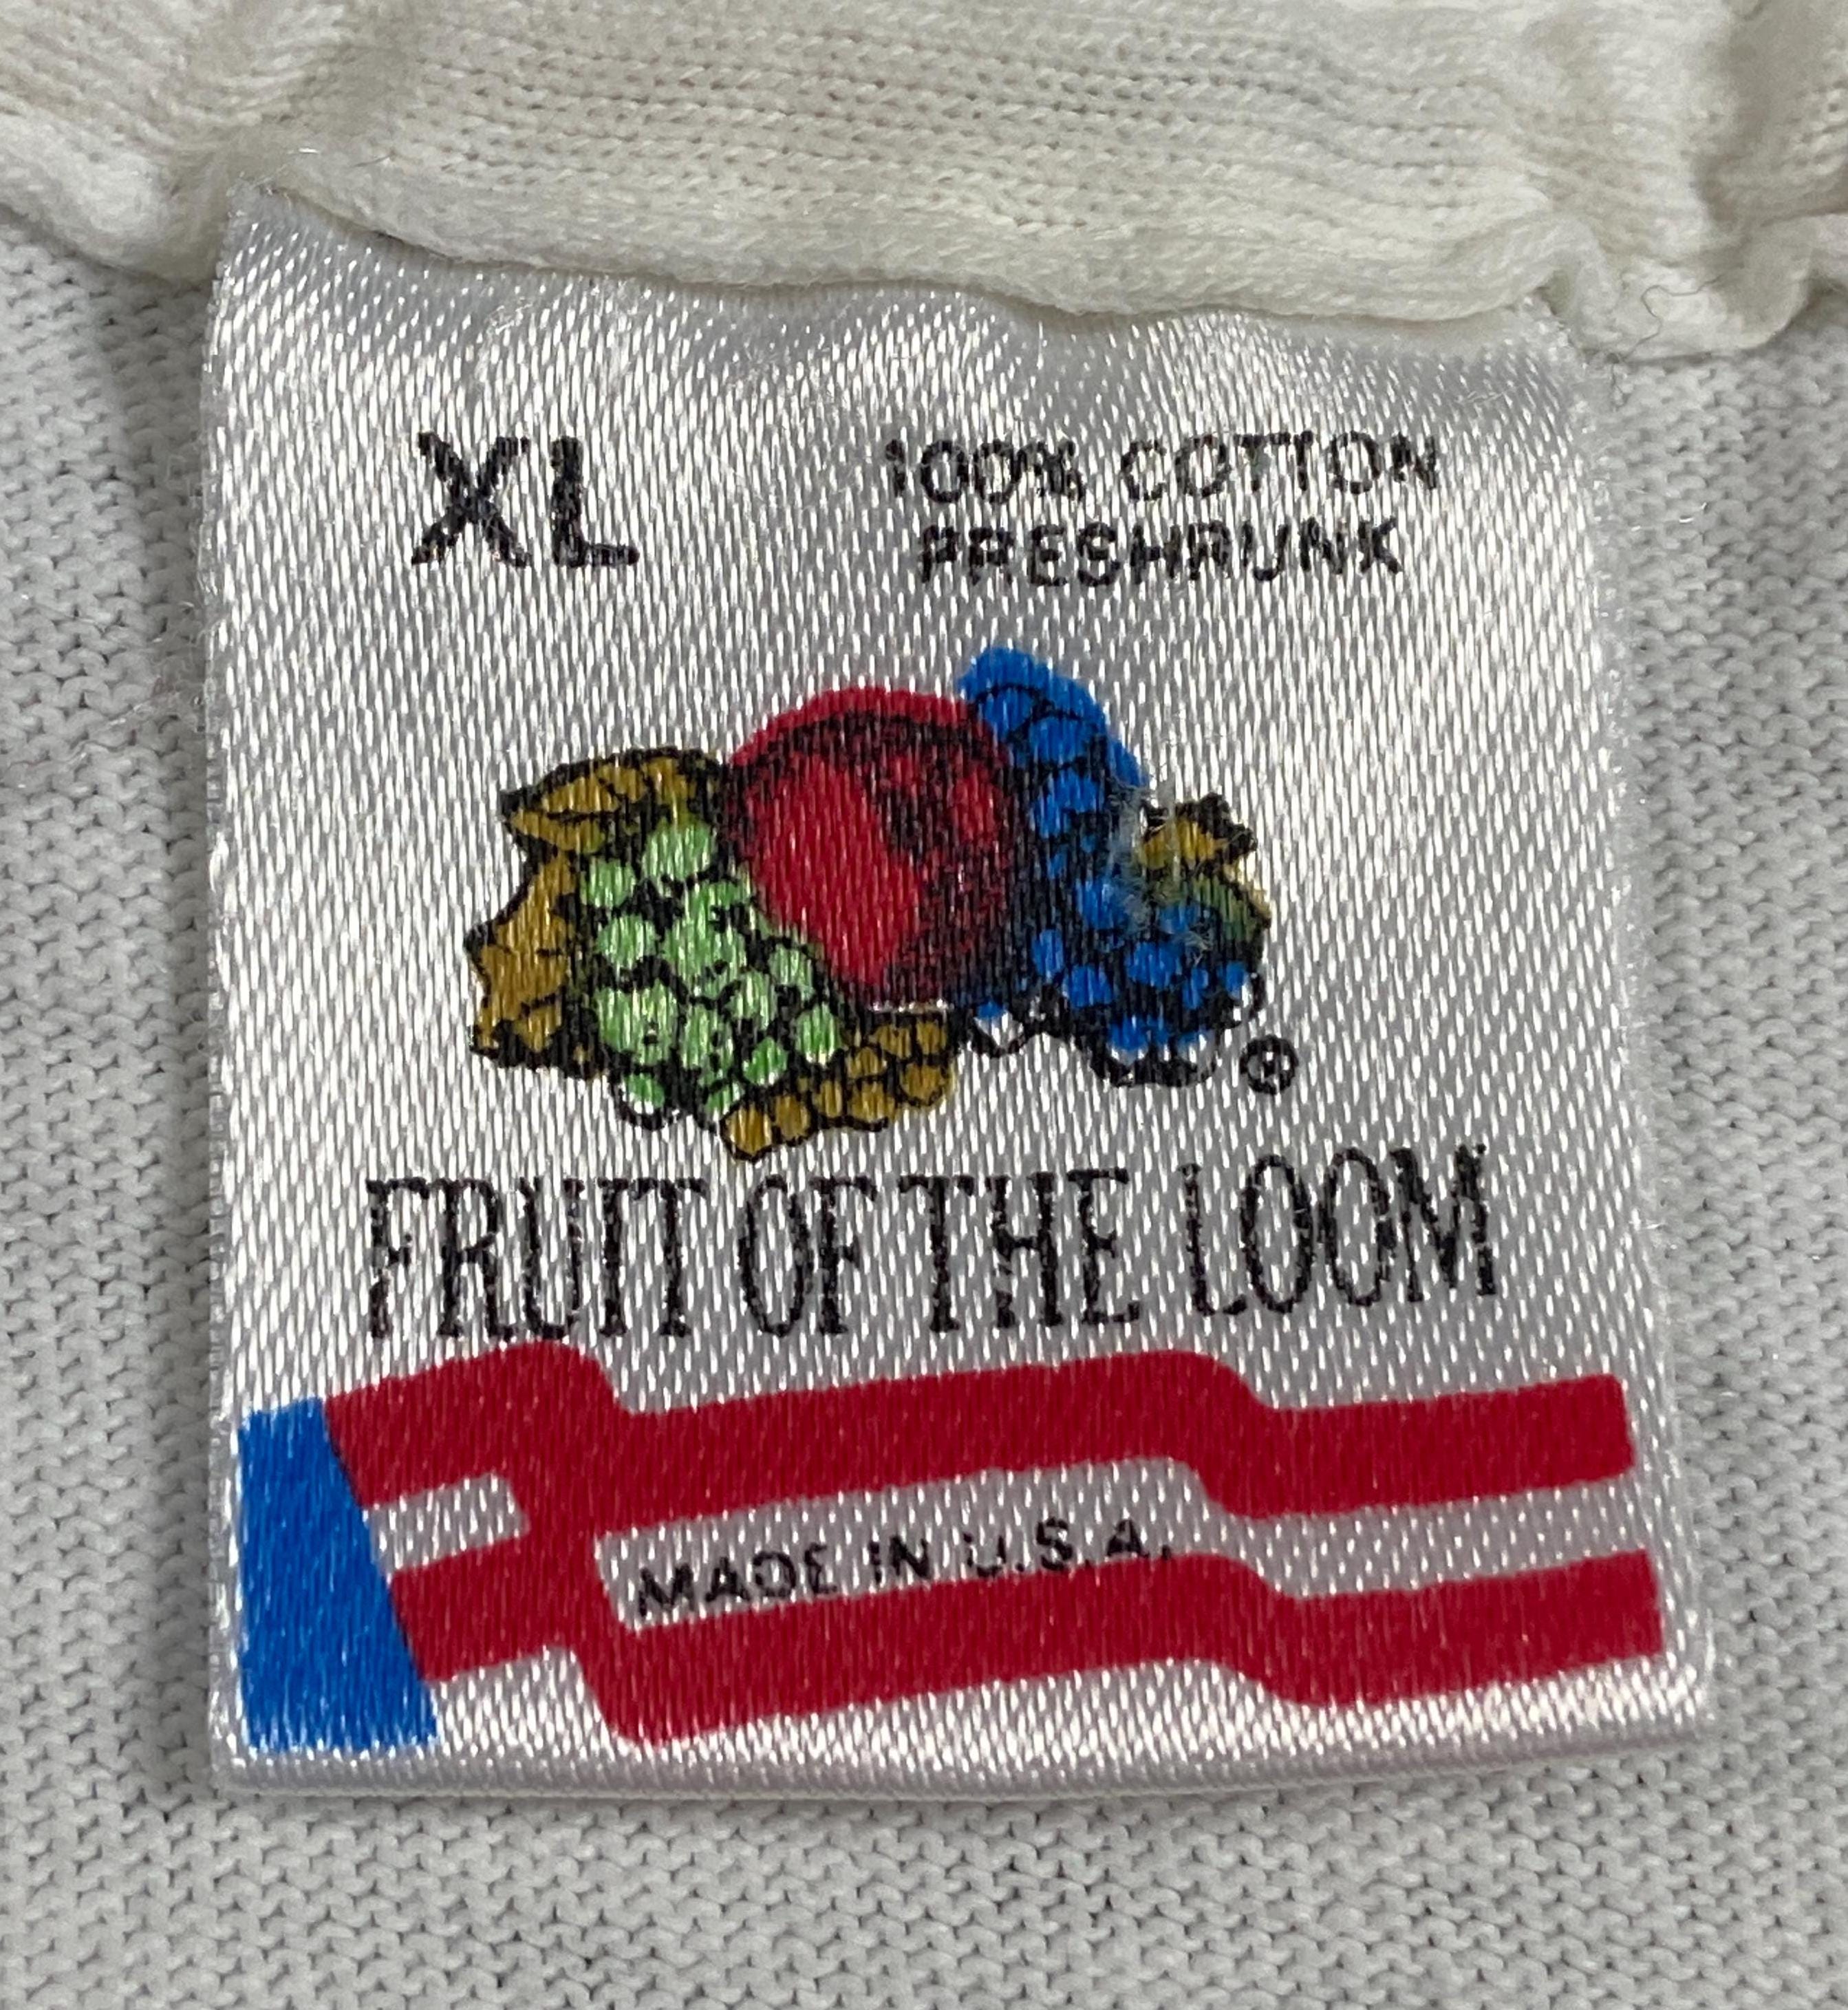 XL
100% COTTON
PRESHRUNK
®
FRUIT OF THE LOOM
MADE IN U.S.A.